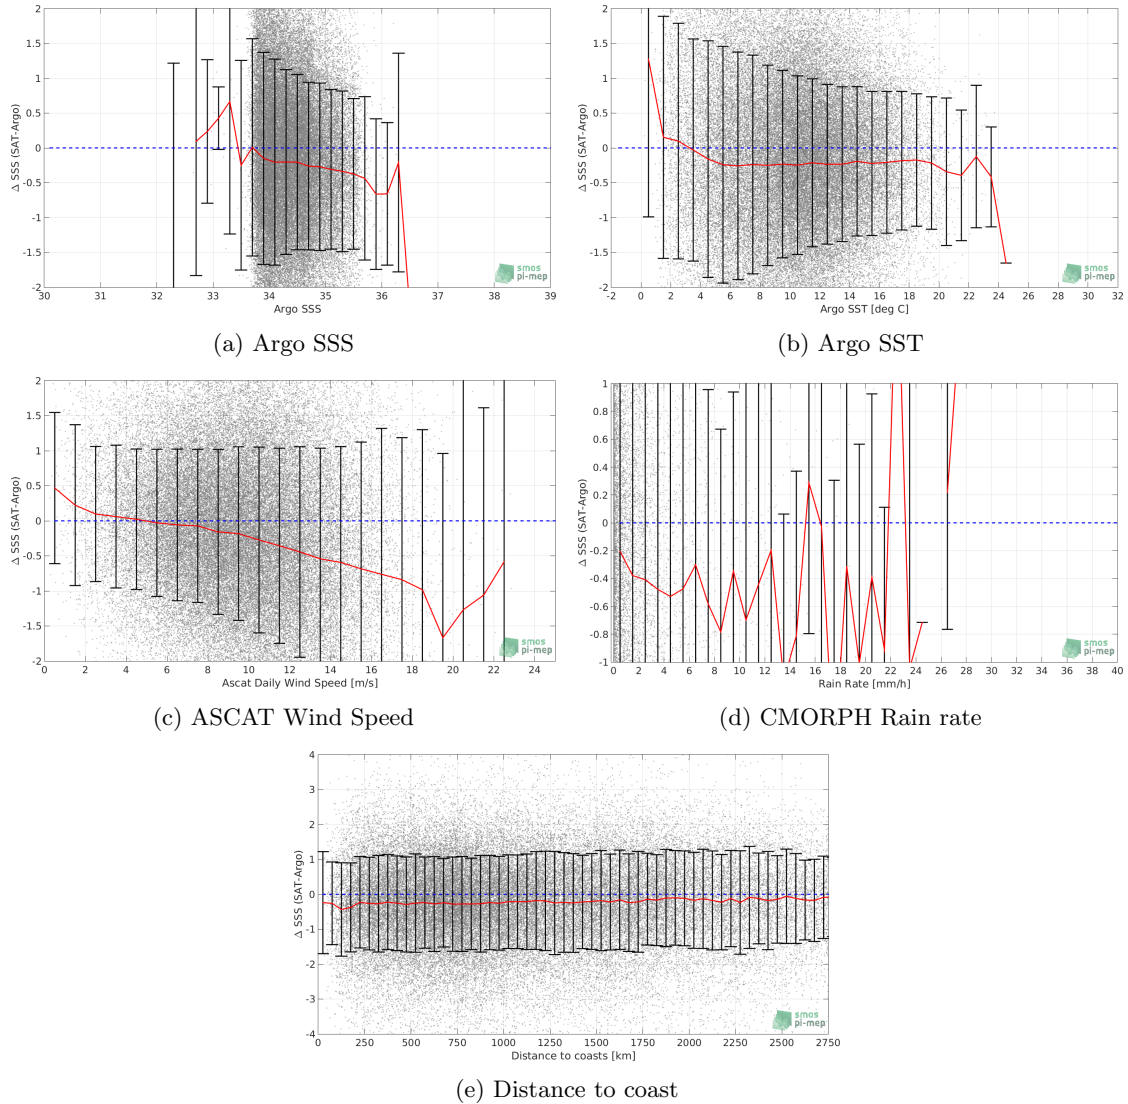 2
1.5
1
0.5
0
-0.5
-1
-1.5
-2
Δ SSS (SAT-Argo)
30 31 32 33 34 35 36 37 38 39
Argo SSS
smos
pi-mep
(a) Argo SSS
2
1.5
1
0.5
0
-0.5
-1
-1.5
-2
Δ SSS (SAT-Argo)
-2 0 2 4 6 8 10 12 14 16 18 20 22 24 26 28 30 32
Argo SST [deg C]
smos
pi-mep
(b) Argo SST
2
1.5
1
0.5
0
-0.5
-1
-1.5
-2
Δ SSS (SAT-Argo)
0 2 4 6 8 10 12 14 16 18 20 22 24
Ascat Daily Wind Speed [m/s]
smos
pi-mep
(c) ASCAT Wind Speed
1
0.8
0.6
0.4
0.2
0
-0.2
-0.4
-0.6
-0.8
-1
Δ SSS (SAT-Argo)
0 2 4 6 8 10 12 14 16 18 20 22 24 26 28 30 32 34 36 38 40
Rain Rate [mm/h]
smos
pi-mep
(d) CMORPH Rain rate
4
3
2
1
0
-1
-2
-3
-4
Δ SSS (SAT-Argo)
0 250 500 750 1000 1250 1500 1750 2000 2250 2500 2750
Distance to coasts [km]
smos
pi-mep
(e) Distance to coast